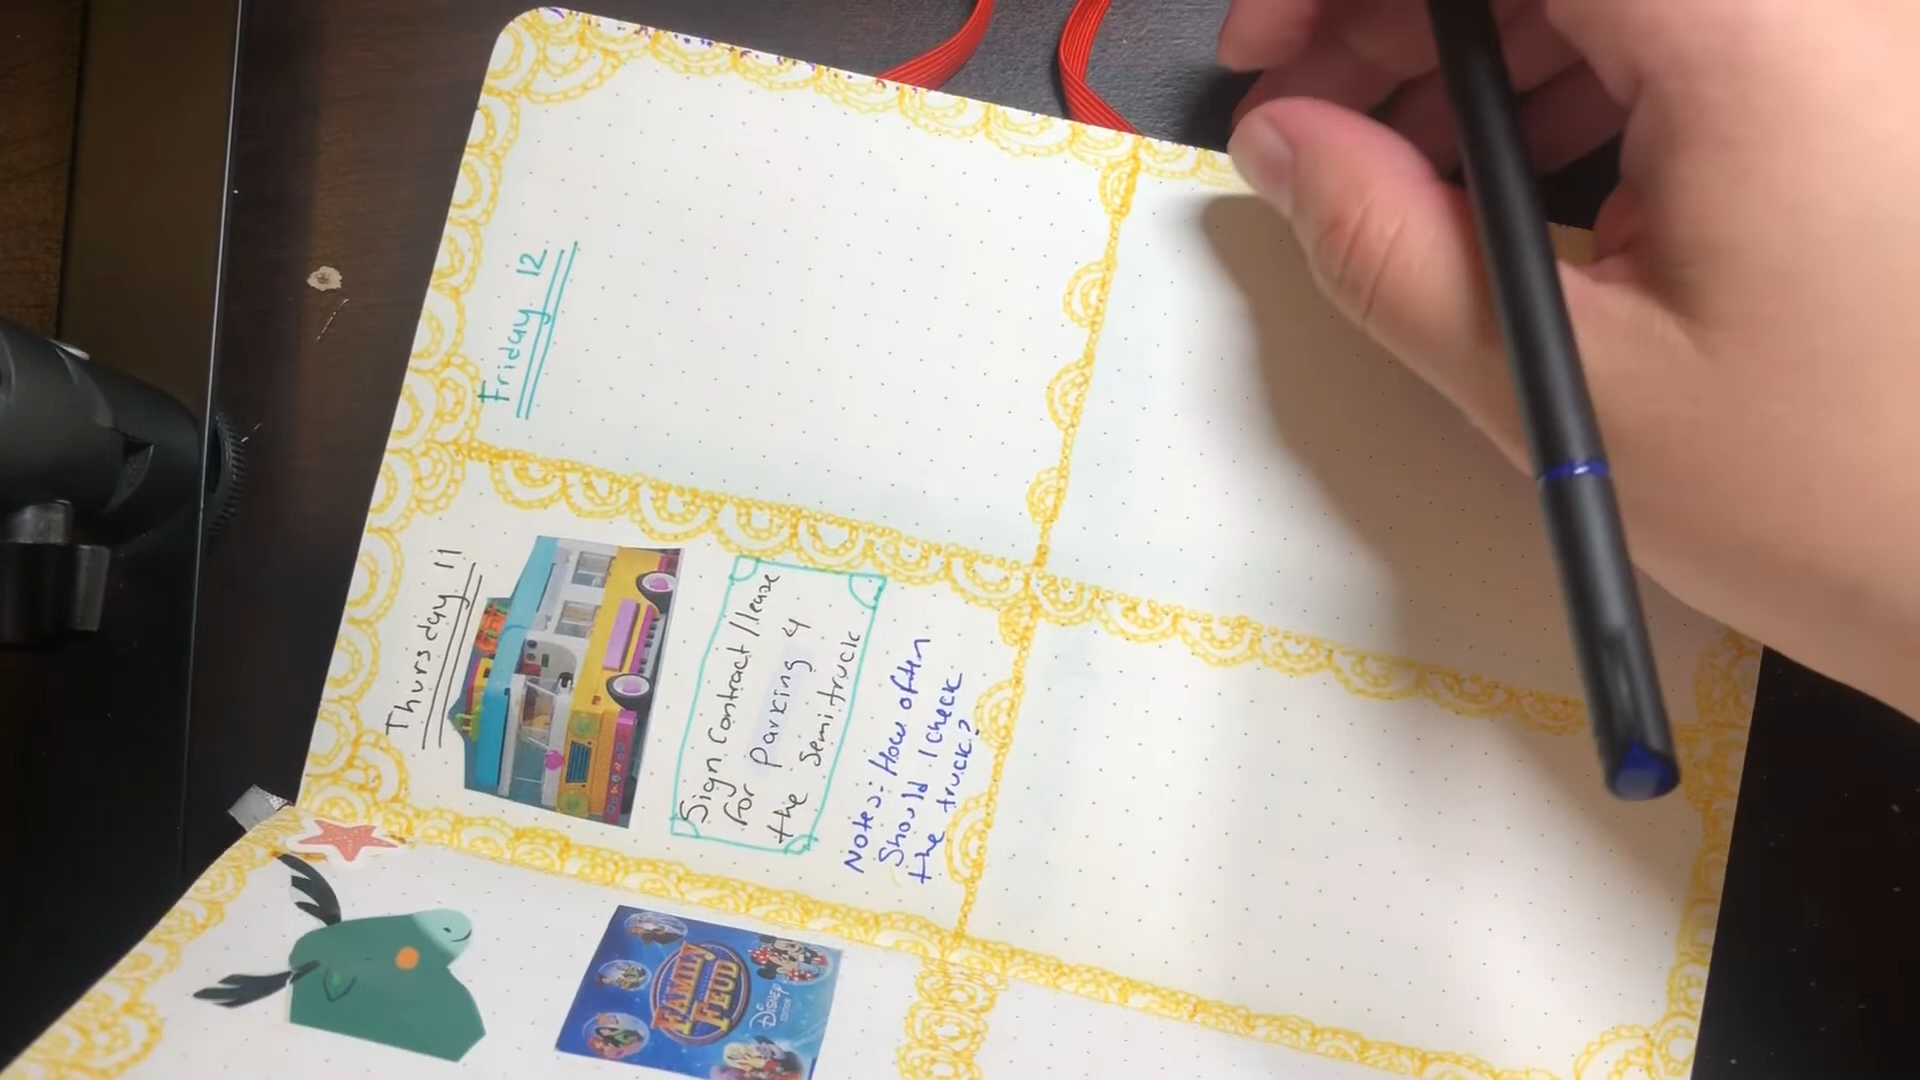 Friday 12
Thursday 11
Sign contract/lease
for parking 4
the semi truck
Notes: How often
should I check
the truck?
FAMILY
FEUD
Disney